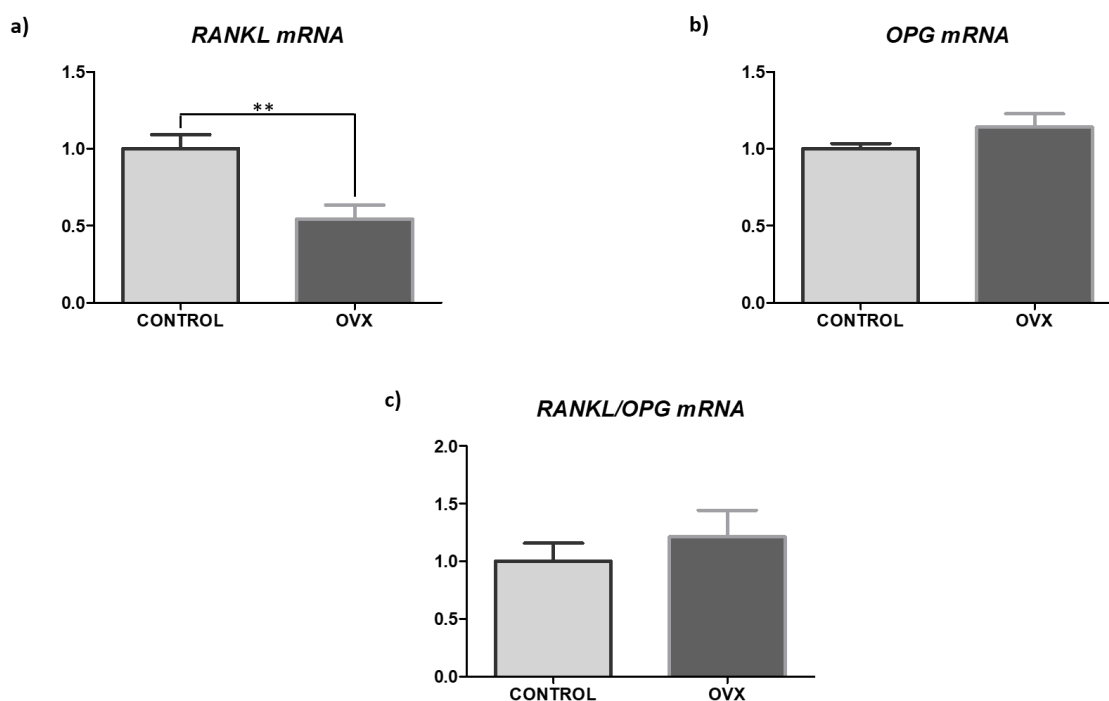 a)
RANKL mRNA
1.5
1.0
0.5
0.0
**
CONTROL OVX
b)
OPG mRNA
1.5
1.0
0.5
0.0
CONTROL OVX
c)
RANKL/OPG mRNA
2.0
1.5
1.0
0.5
0.0
CONTROL OVX